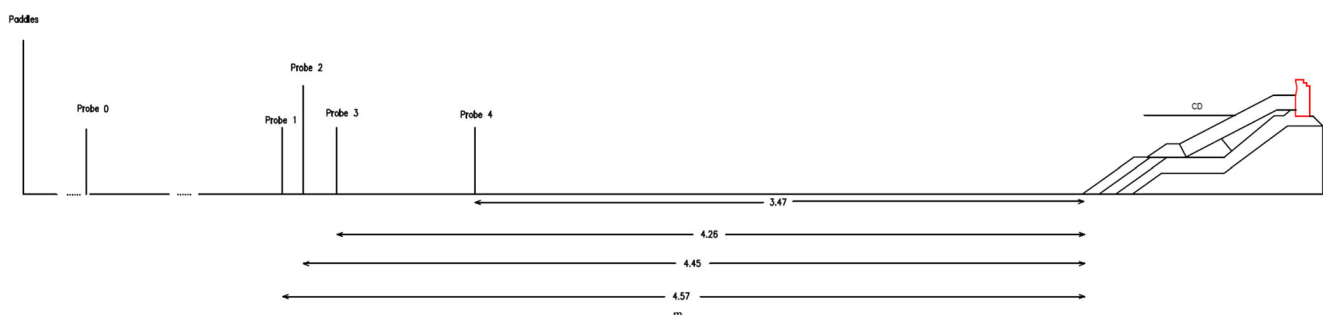 Paddles
Probe 2
Probe 0
Probe 3
Probe 4
Probe 1
CD
3.47
4.26
4.45
4.57
m